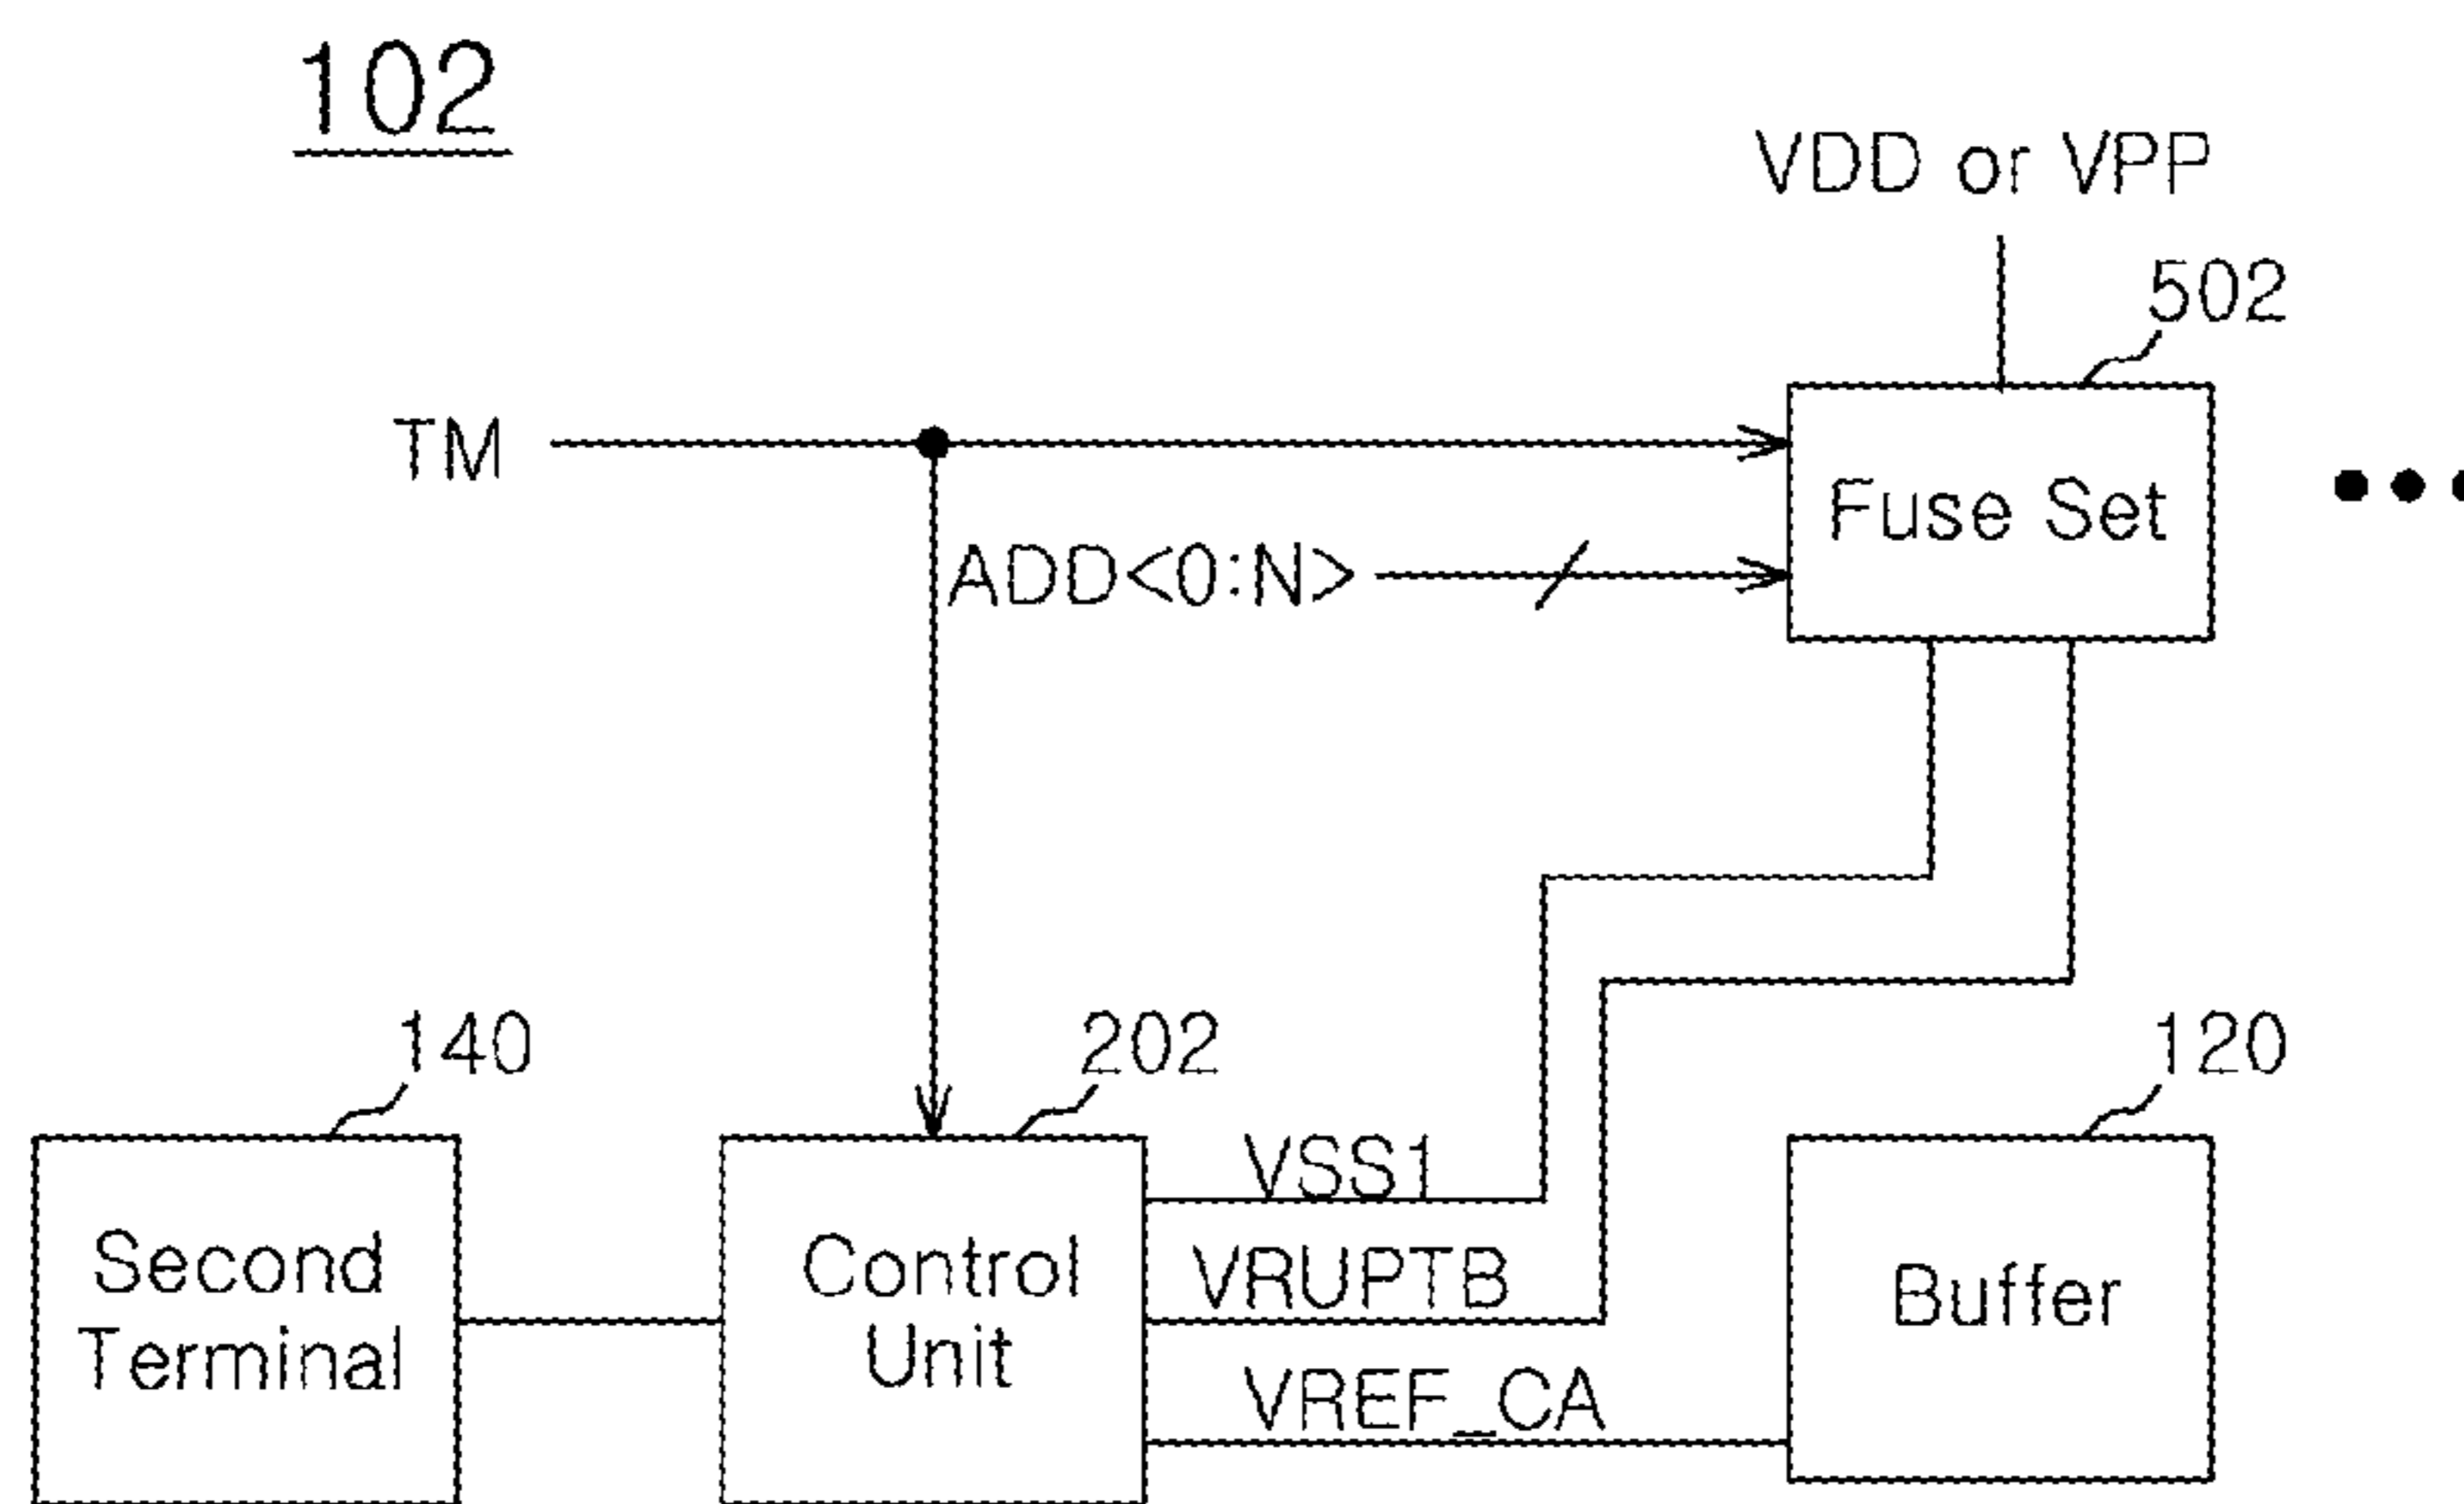 102
VDD or VPP
502
TM
Fuse Set
ADD<0:N>
140
202
120
VSS1
Second
Terminal
Control
Unit
VRUPTB
Buffer
VREF_CA